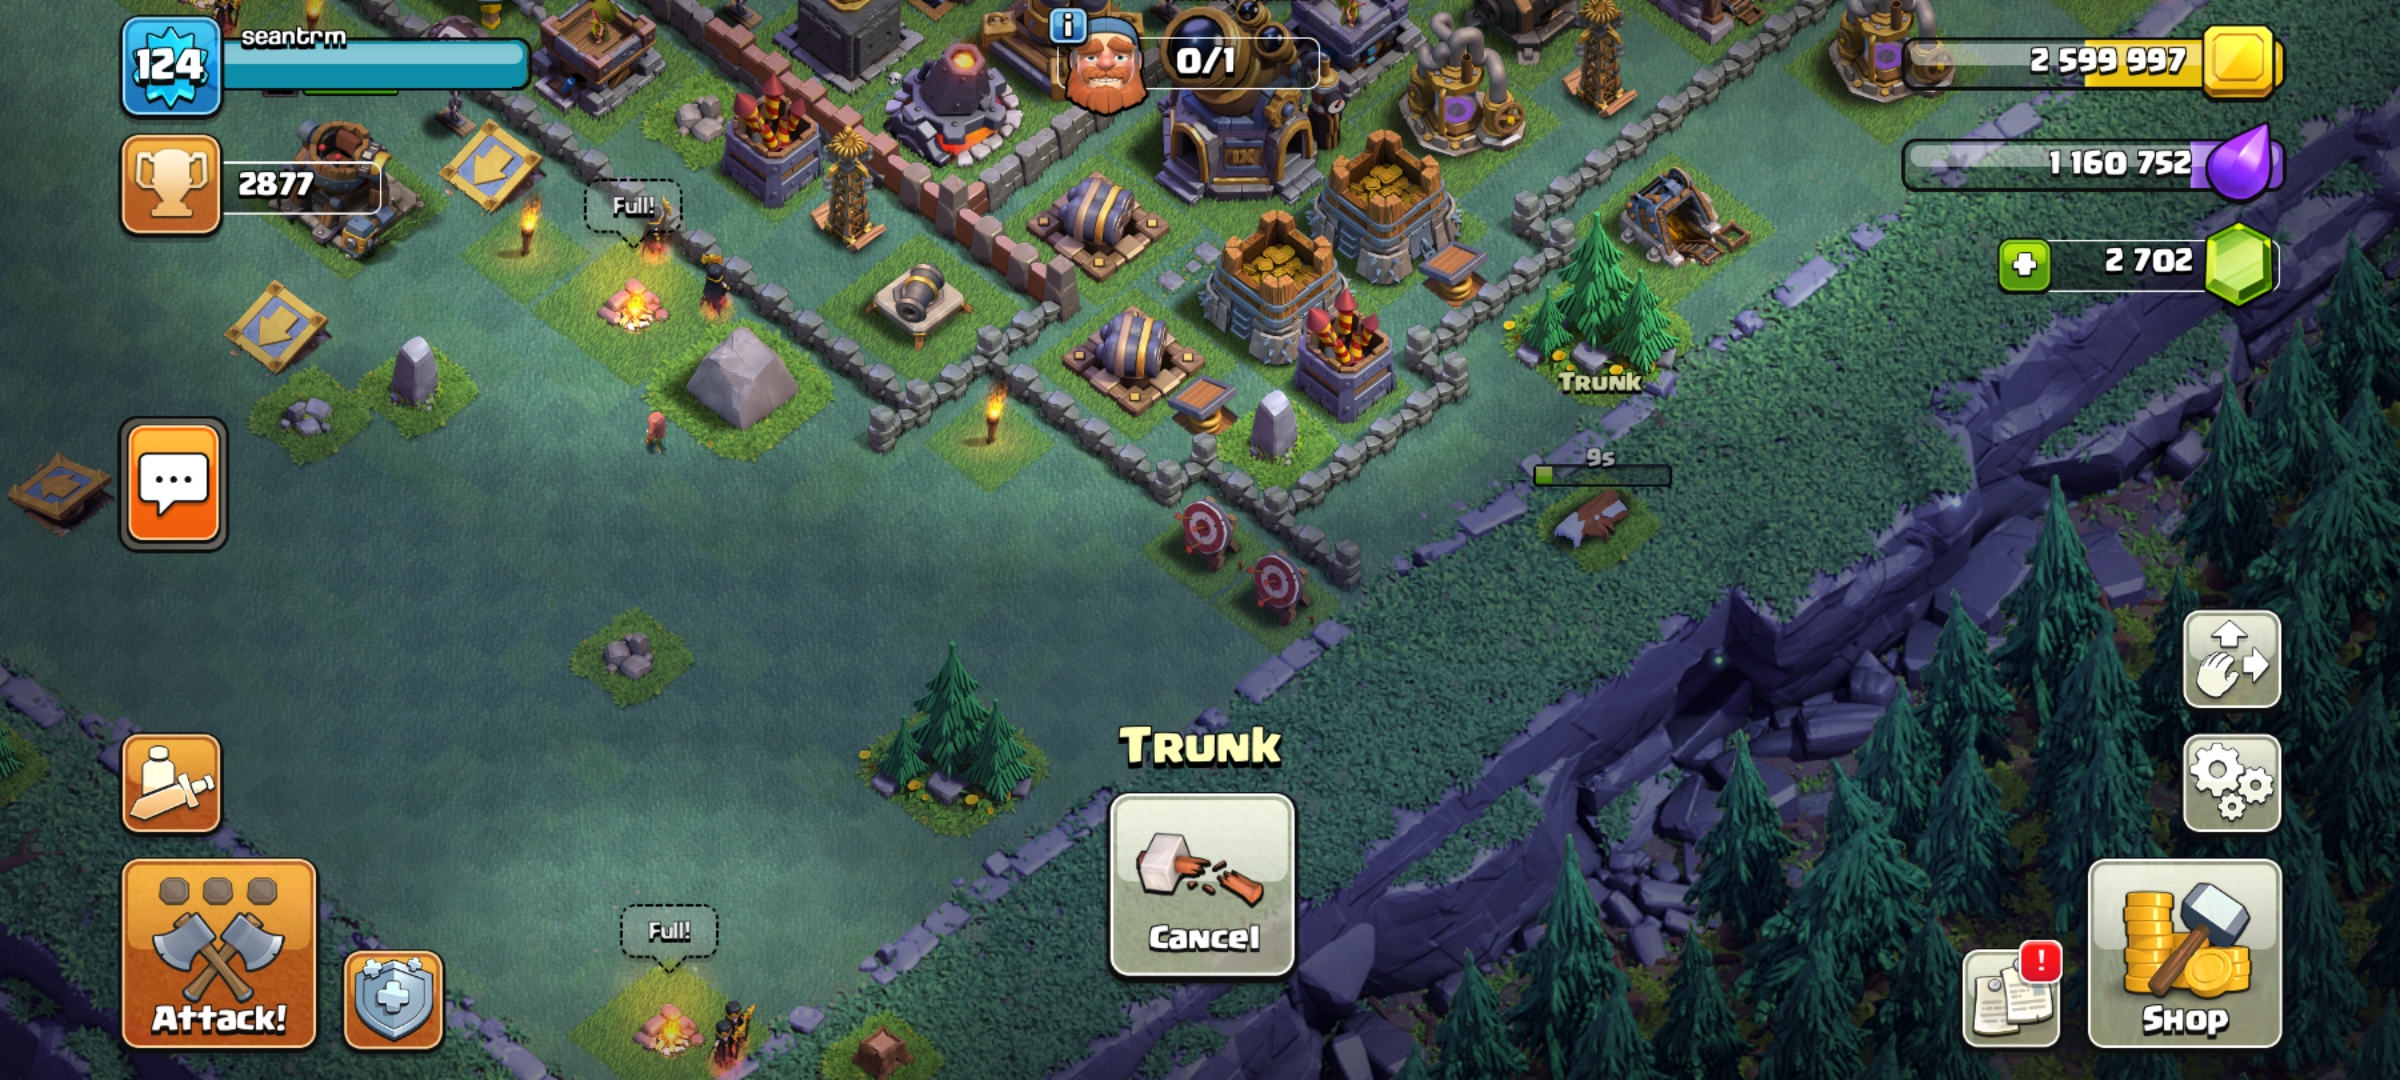 124
seantrm
0/1
2 599 997
2877
1 160 752
Full!
2 702
Trunk
9s
Trunk
Cancel
Full!
Attack!
!
Shop